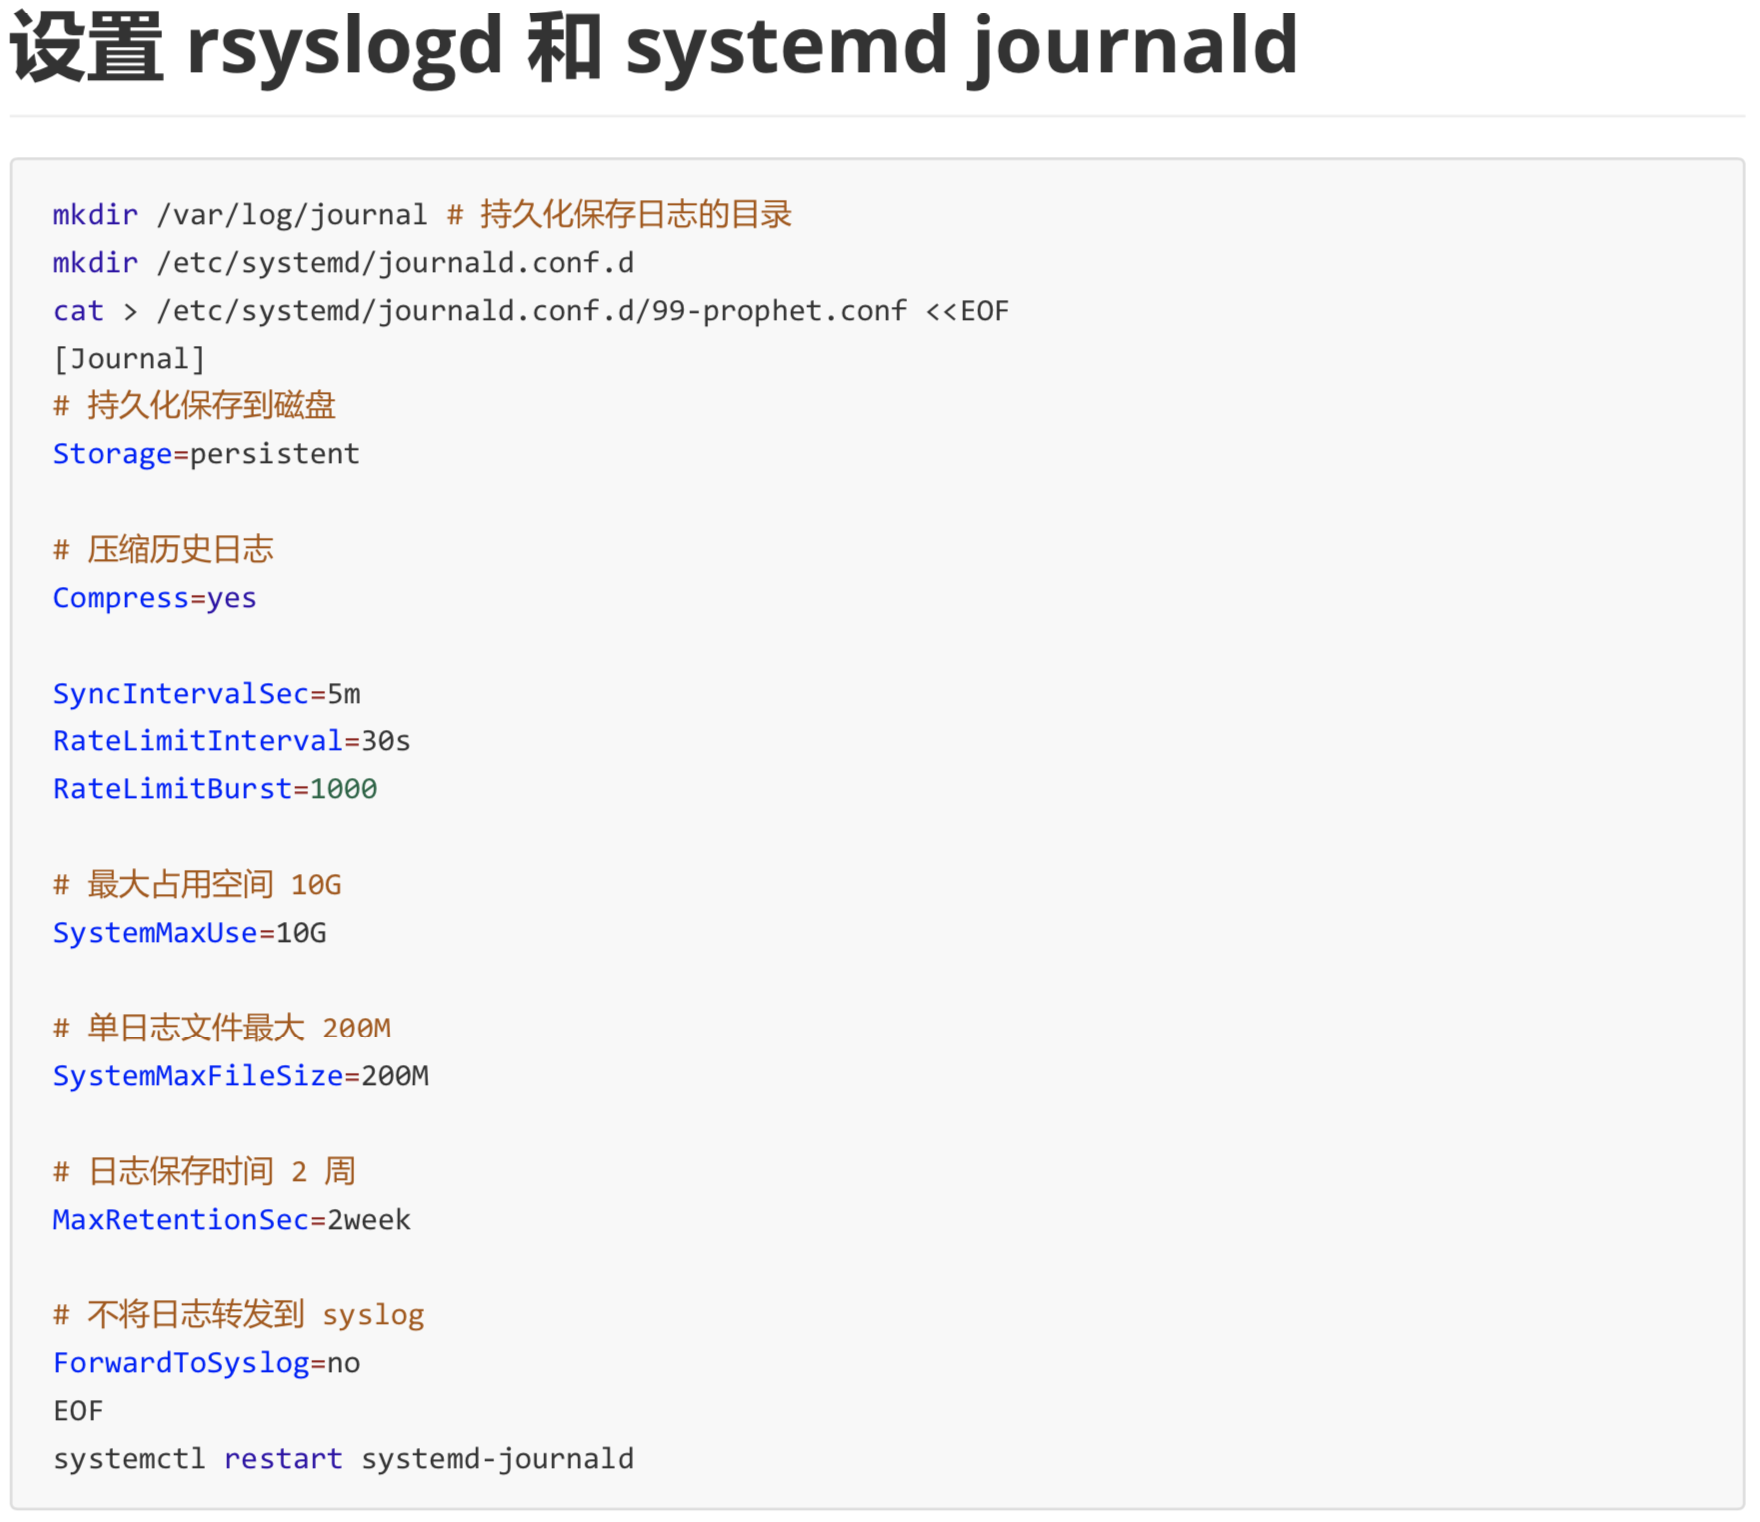 设置 rsyslogd 和 systemd journald
mkdir /var/log/journal # 持久化保存日志的目录
mkdir /etc/systemd/journald.conf.d
cat > /etc/systemd/journald.conf.d/99-prophet.conf <<EOF
[Journal]
# 持久化保存到磁盘
Storage=persistent
# 压缩历史日志
Compress=yes
SyncIntervalSec=5m
RateLimitInterval=30s
RateLimitBurst=1000
# 最大占用空间 10G
SystemMaxUse=10G
# 单日志文件最大 200M
SystemMaxFileSize=200M
# 日志保存时间 2 周
MaxRetentionSec=2week
# 不将日志转发到 syslog
ForwardToSyslog=no
EOF
systemctl restart systemd-journald